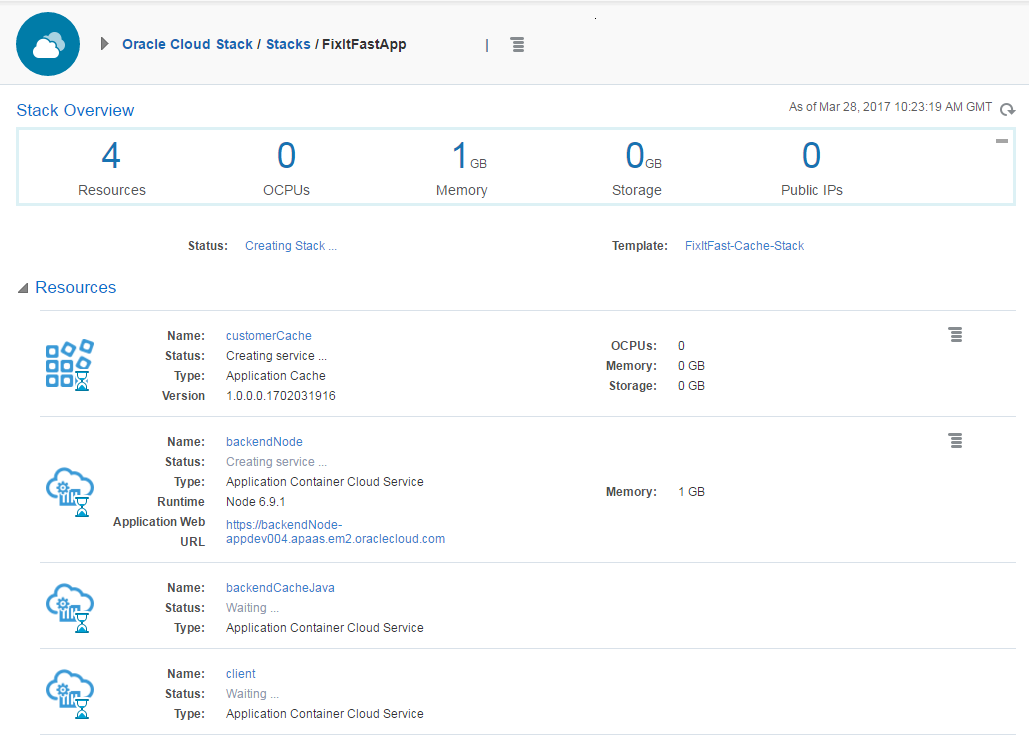 Oracle Cloud Stack / Stacks / FixItFastApp
Stack Overview
As of Mar 28, 2017 10:23:19 AM GMT
4 0 1 GB 0 GB 0
Resources OCPUs Memory Storage Public IPs
Status: Creating Stack ... Template: FixItFast-Cache-Stack
Resources
Name: customerCache
Status: Creating service ...
Type: Application Cache
Version 1.0.0.0.1702031916
OCPUs: 0
Memory: 0 GB
Storage: 0 GB
Name: backendNode
Status: Creating service ...
Type: Application Container Cloud Service
Runtime Node 6.9.1
Application Web URL https://backendNode-
appdev004.apaas.em2.oraclecloud.com
Memory: 1 GB
Name: backendCacheJava
Status: Waiting ...
Type: Application Container Cloud Service
Name: client
Status: Waiting ...
Type: Application Container Cloud Service